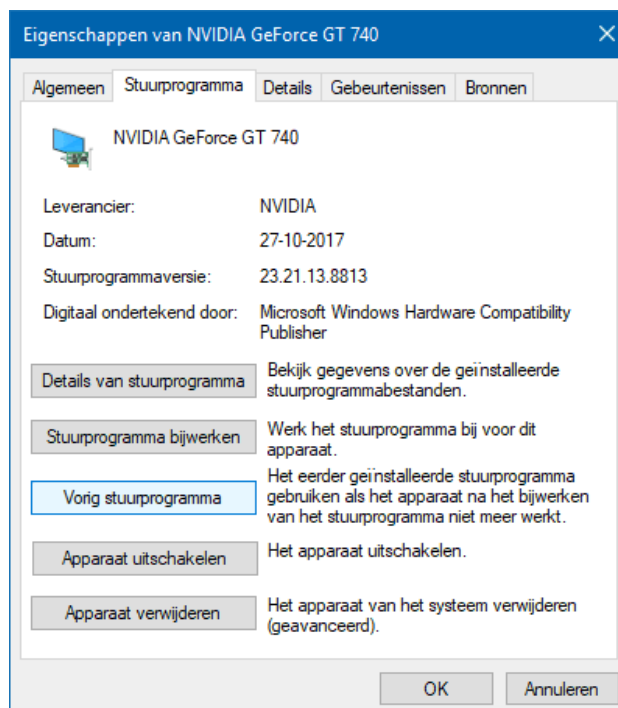 Eigenschappen van NVIDIA GeForce GT 740
Algemeen Stuurprogramma Details Gebeurtenissen Bronnen
NVIDIA GeForce GT 740
Leverancier: NVIDIA
Datum: 27-10-2017
Stuurprogrammaversie: 23.21.13.8813
Digitaal ondertekend door: Microsoft Windows Hardware Compatibility
Publisher
Details van stuurprogramma
Bekijk gegevens over de geïnstalleerde
stuurprogrammabestanden.
Stuurprogramma bijwerken
Werk het stuurprogramma bij voor dit
apparaat.
Vorig stuurprogramma
Het eerder geïnstalleerde stuurprogramma
gebruiken als het apparaat na het bijwerken
van het stuurprogramma niet meer werkt.
Apparaat uitschakelen
Het apparaat uitschakelen.
Apparaat verwijderen
Het apparaat van het systeem verwijderen
(geavanceerd).
OK Annuleren